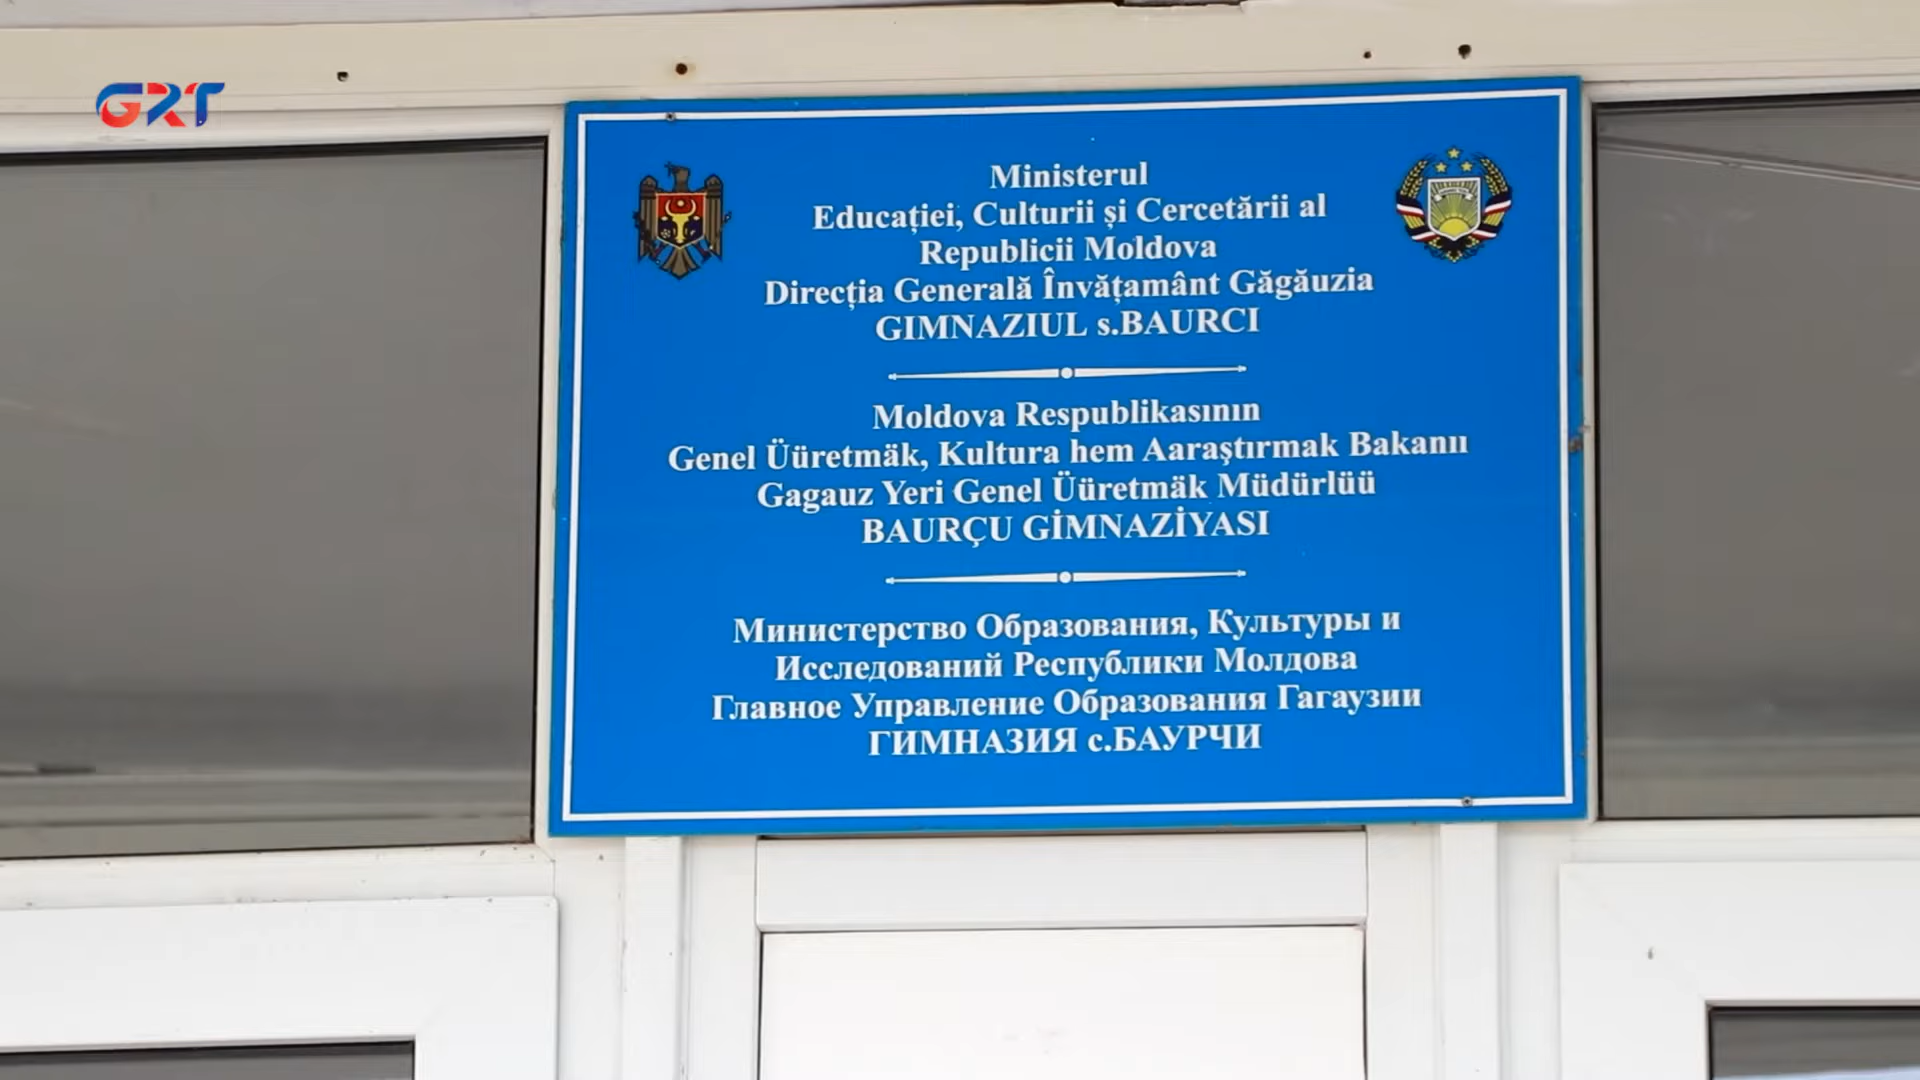 GRT
Ministerul
Educației, Culturii și Cercetării al
Republicii Moldova
Direcția Generală Învățamânt Găgăuzia
GIMNAZIUL s.BAURCI
Moldova Respublikasının
Genel Üüretmäk, Kultura hem Aaraştırmak Bakanıı
Gagauz Yeri Genel Üüretmäk Müdürlüü
BAURÇU GİMNAZİYASI
Министерство Образования, Культуры и
Исследований Республики Молдова
Главное Управление Образования Гагаузии
ГИМНАЗИЯ с.БАУРЧИ